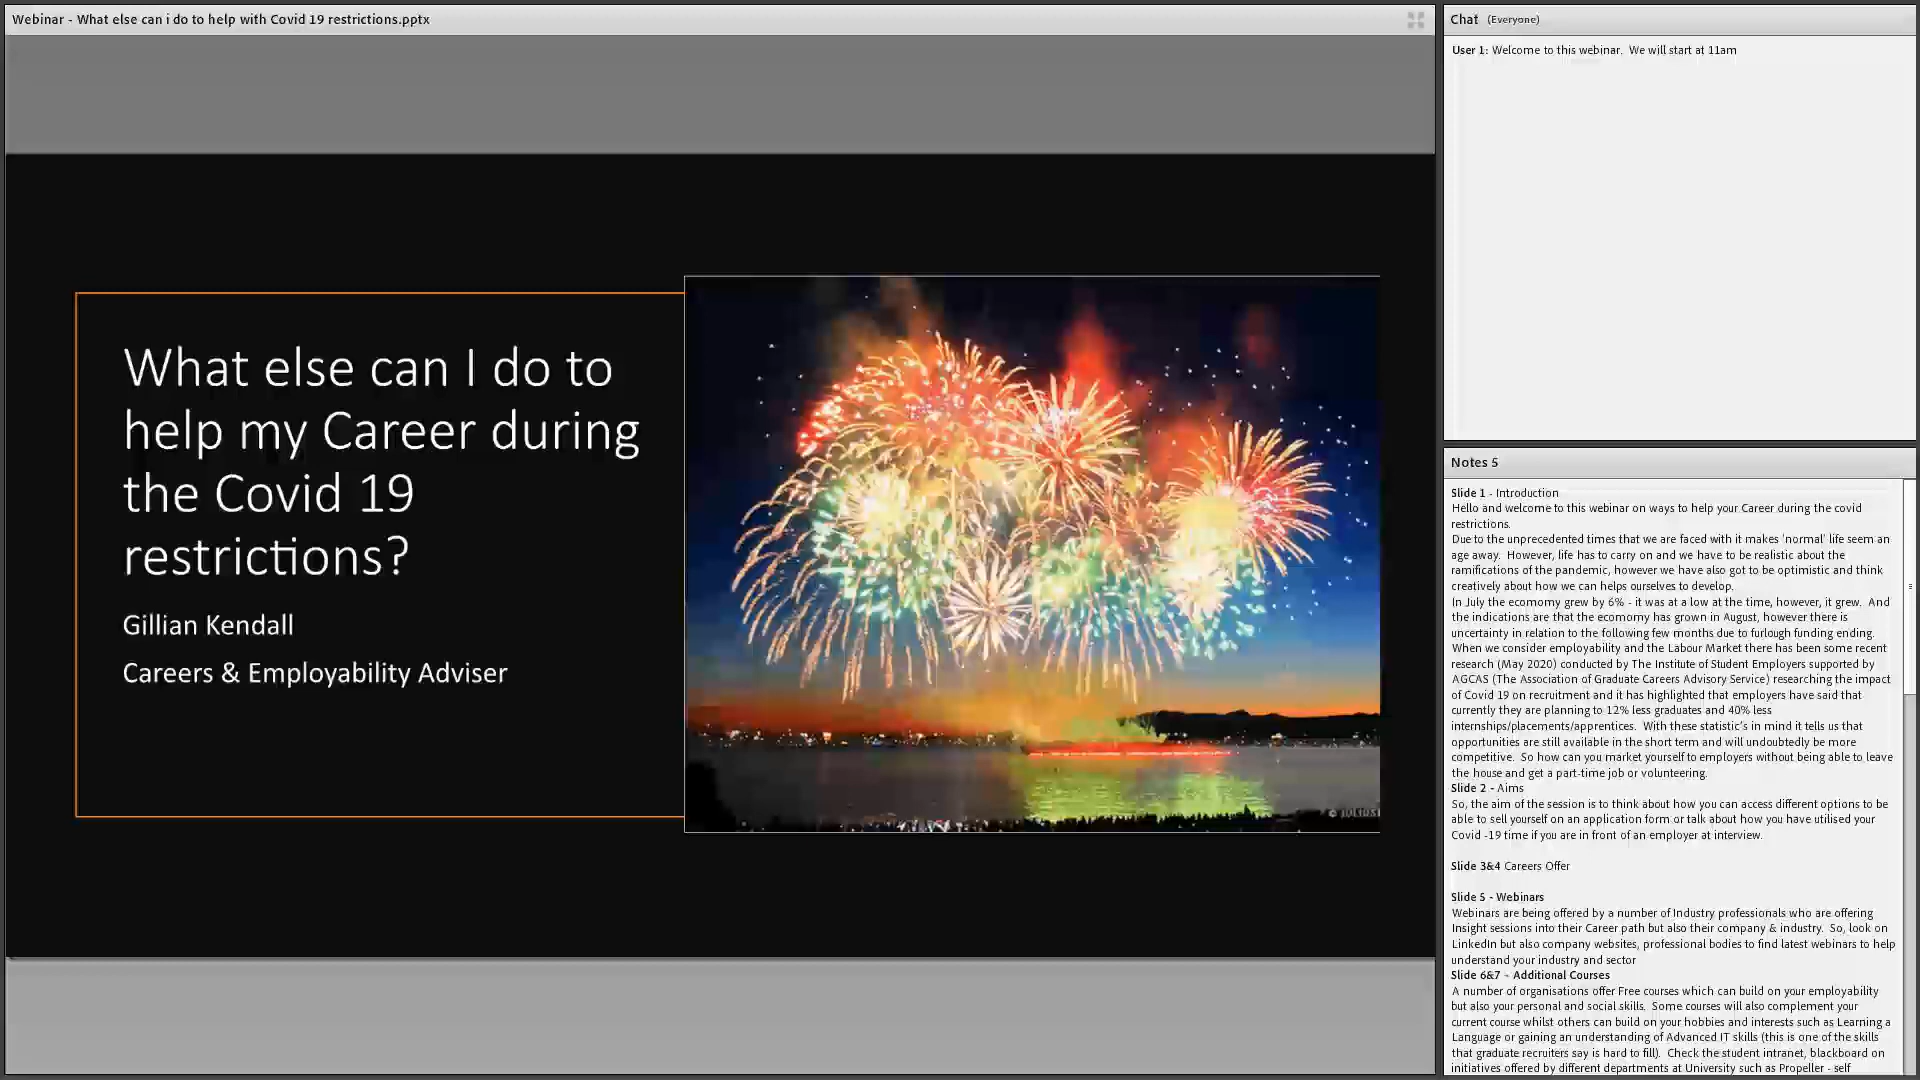 Webinar - What else can i do to help with Covid 19 restrictions.pptx
What else can I do to
help my Career during
the Covid 19
restrictions?
Gillian Kendall
Careers & Employability Adviser
Chat (Everyone)
User 1: Welcome to this webinar. We will start at 11am
Notes 5
Slide 1 - Introduction
Hello and welcome to this webinar on ways to help your Career during the covid
restrictions.
Due to the unprecedented times that we are faced with it makes 'normal' life seem an
age away. However, life has to carry on and we have to be realistic about the
ramifications of the pandemic, however we have also got to be optimistic and think
creatively about how we can helps ourselves to develop.
In July the ecomomy grew by 6% - it was at a low at the time, however, it grew. And
the indications are that the ecomomy has grown in August, however there is
uncertainty in relation to the following few months due to furlough funding ending.
When we consider employability and the Labour Market there has been some recent
research (May 2020) conducted by The Institute of Student Employers supported by
AGCAS (The Association of Graduate Careers Advisory Service) researching the impact
of Covid 19 on recruitment and it has highlighted that employers have said that
currently they are planning to 12% less graduates and 40% less
internships/placements/apprentices. With these statistic's in mind it tells us that
opportunities are still available in the short term and will undoubtedly be more
competitive. So how can you market yourself to employers without being able to leave
the house and get a part-time job or volunteering.
Slide 2 - Aims
So, the aim of the session is to think about how you can access different options to be
able to sell yourself on an application form or talk about how you have utilised your
Covid -19 time if you are in front of an employer at interview.
Slide 3&4 Careers Offer
Slide 5 - Webinars
Webinars are being offered by a number of Industry professionals who are offering
Insight sessions into their Career path but also their company & industry. So, look on
LinkedIn but also company websites, professional bodies to find latest webinars to help
understand your industry and sector
Slide 6&7 - Additional Courses
A number of organisations offer Free courses which can build on your employability
but also your personal and social skills. Some courses will also complement your
current course whilst others can build on your hobbies and interests such as Learning a
Language or gaining an understanding of Advanced IT skills (this is one of the skills
that graduate recruiters say is hard to fill). Check the student intranet, blackboard on
initiatives offered by different departments at University such as Propeller - self